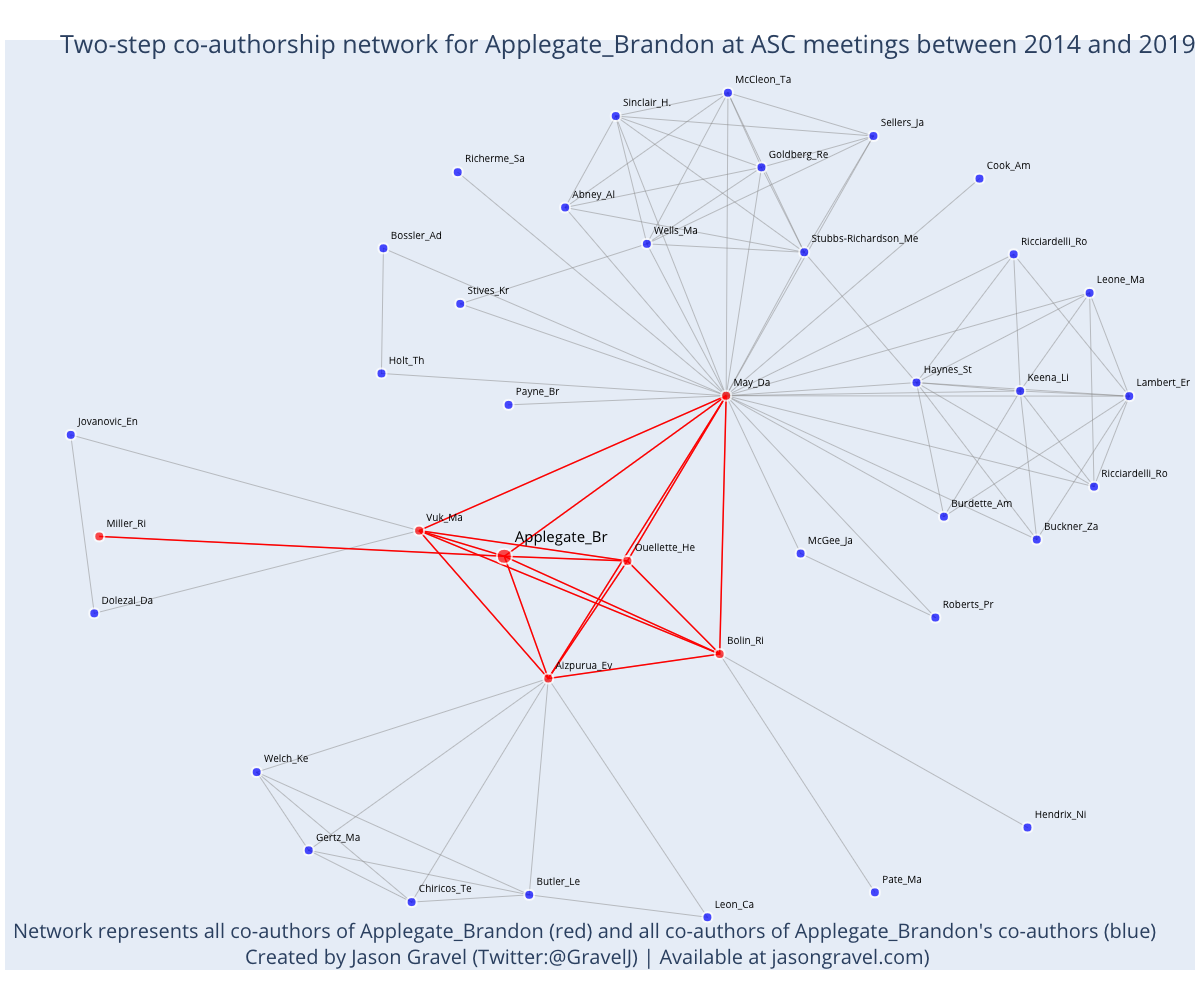 Two-step co-authorship network for Applegate_Brandon at ASC meetings between 2014 and 2019
McCleon_Ta
Sinclair_H.
Sellers_Ja
Goldberg_Re
Richerme_Sa
Cook_Am
Abney_Al
Wells_Ma
Bossler_Ad
Stubbs-Richardson_Me
Ricciardelli_Ro
Leone_Ma
Stives_Kr
Holt_Th
Haynes_St
Keena_Li
Lambert_Er
May_Da
Payne_Br
Jovanovic_En
Ricciardelli_Ro
Burdette_Am
Vuk_Ma
Miller_Ri
Buckner_Za
Applegate_Br
McGee_Ja
Ouellette_He
Dolezal_Da
Roberts_Pr
Bolin_Ri
Aizpurua_Ev
Welch_Ke
Hendrix_Ni
Gertz_Ma
Pate_Ma
Butler_Le
Chiricos_Te
Leon_Ca
Network represents all co-authors of Applegate_Brandon (red) and all co-authors of Applegate_Brandon's co-authors (blue)
Created by Jason Gravel (Twitter:@GravelJ) | Available at jasongravel.com)